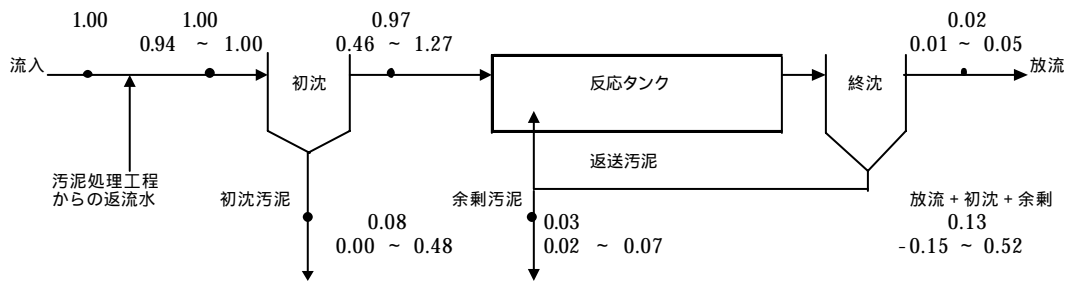 1.00
1.00
0.94 ~ 1.00
0.97
0.46 ~ 1.27
0.02
0.01 ~ 0.05
流入
初沈
反応タンク
終沈
放流
汚泥処理工程
からの返流水
初沈汚泥
0.08
0.00 ~ 0.48
返送汚泥
余剰汚泥
0.03
0.02 ~ 0.07
放流+初沈+余剰
0.13
-0.15 ~ 0.52